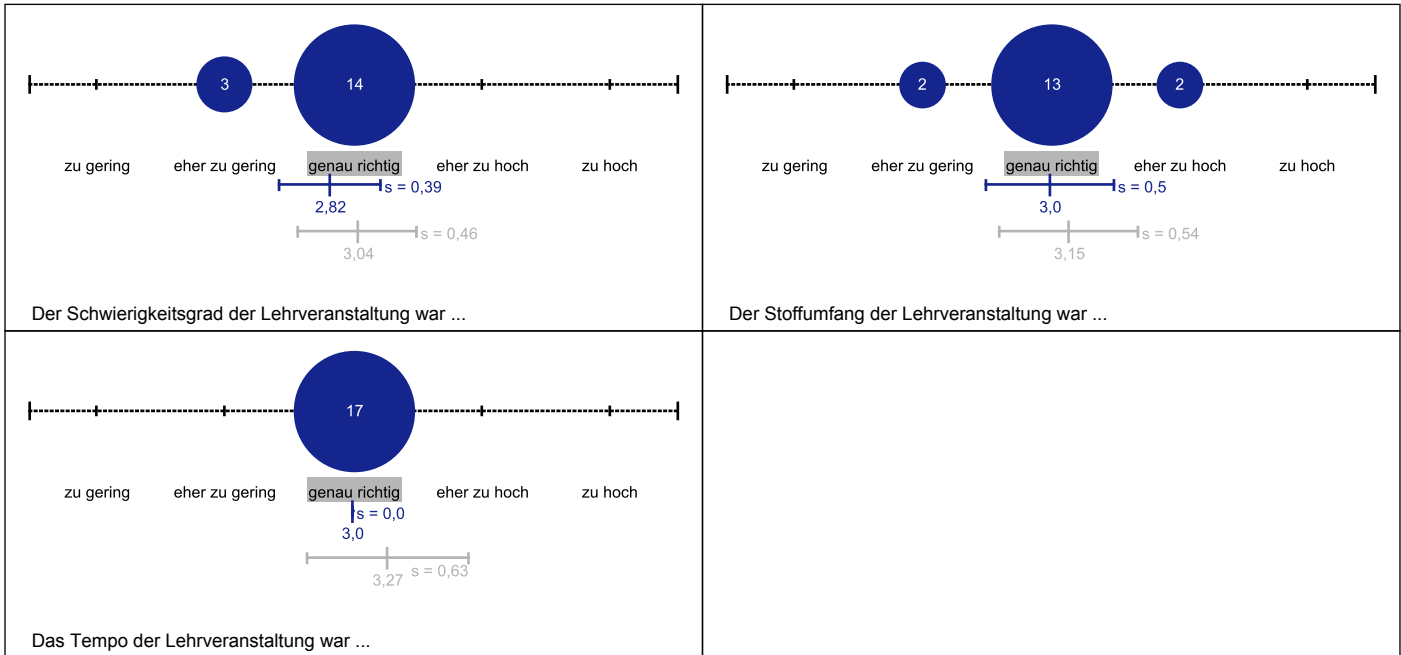 3 14
zu gering eher zu gering genau richtig eher zu hoch zu hoch
s = 0,39
2,82
s = 0,46
3,04
Der Schwierigkeitsgrad der Lehrveranstaltung war ...
2 13 2
zu gering eher zu gering genau richtig eher zu hoch zu hoch
s = 0,5
3,0
s = 0,54
3,15
Der Stoffumfang der Lehrveranstaltung war ...
17
zu gering eher zu gering genau richtig eher zu hoch zu hoch
s = 0,0
3,0
s = 0,63
3,27
Das Tempo der Lehrveranstaltung war ...